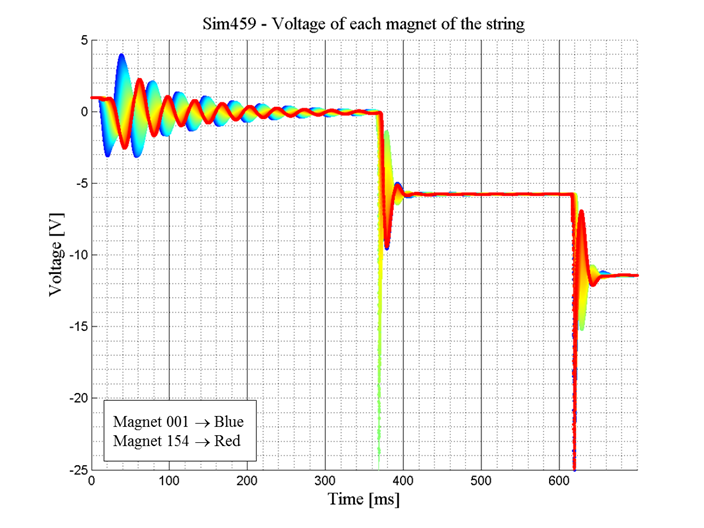 Sim459 - Voltage of each magnet of the string
5
0
-5
-10
-15
-20
-25
Voltage [V]
Magnet 001 → Blue
Magnet 154 → Red
0 100 200 300 400 500 600
Time [ms]